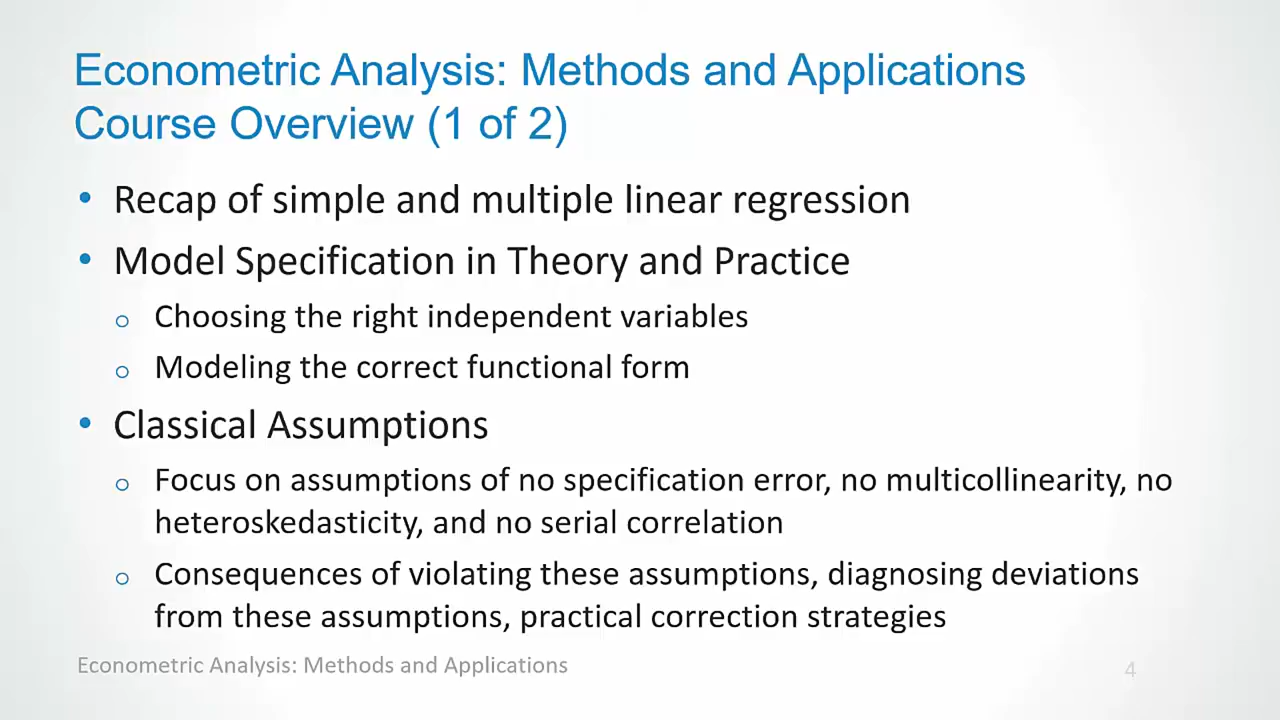 Econometric Analysis: Methods and Applications
Course Overview (1 of 2)
• Recap of simple and multiple linear regression
• Model Specification in Theory and Practice
o Choosing the right independent variables
o Modeling the correct functional form
• Classical Assumptions
o Focus on assumptions of no specification error, no multicollinearity, no
heteroskedasticity, and no serial correlation
o Consequences of violating these assumptions, diagnosing deviations
from these assumptions, practical correction strategies
Econometric Analysis: Methods and Applications
4